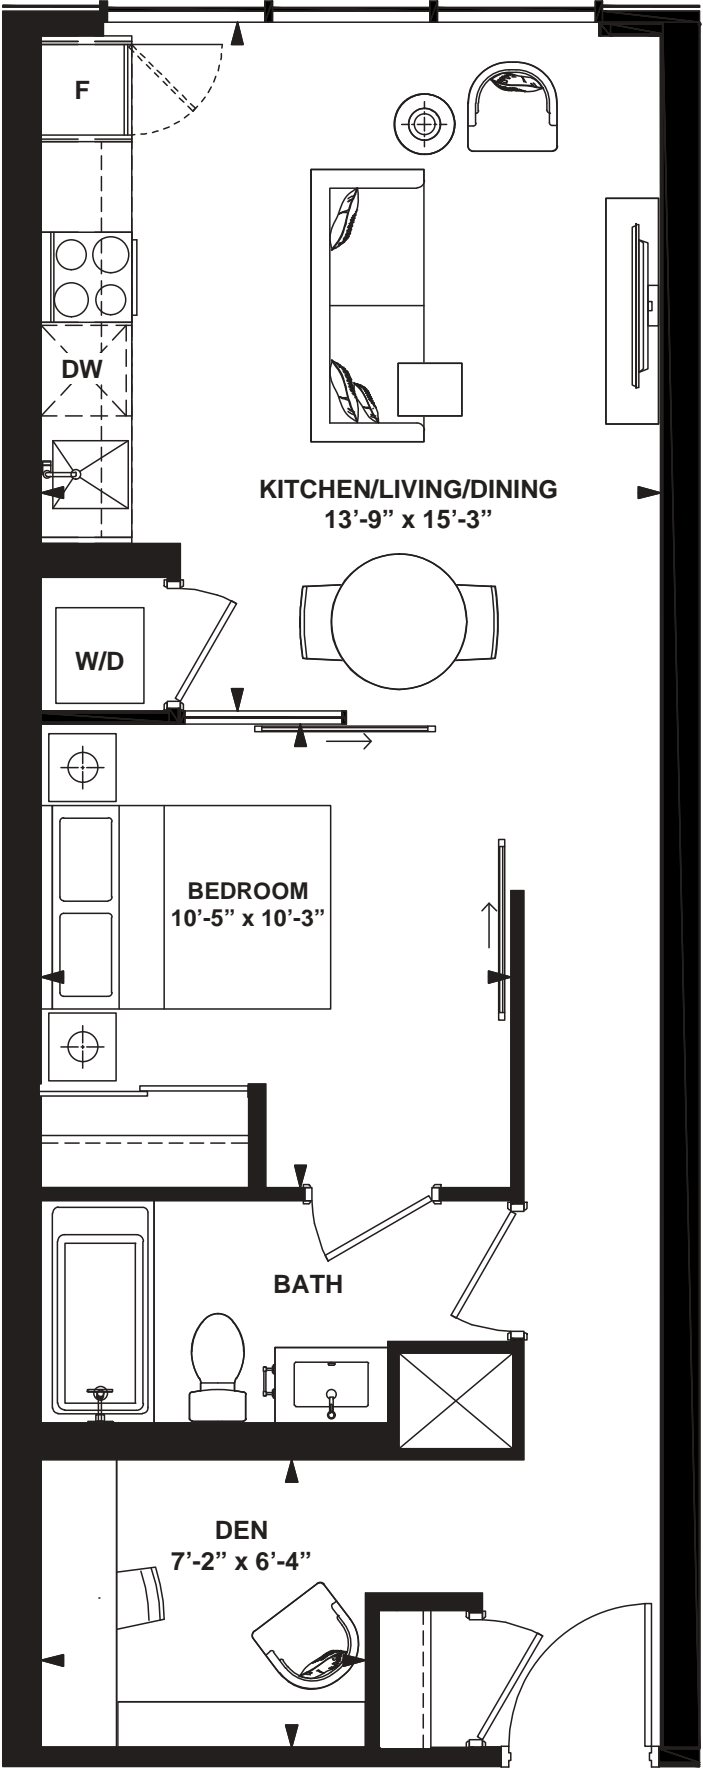 F
DW
KITCHEN/LIVING/DINING
13’-9” x 15’-3”
W/D
BEDROOM
10’-5” x 10’-3”
BATH
DEN
7’-2” x 6’-4”